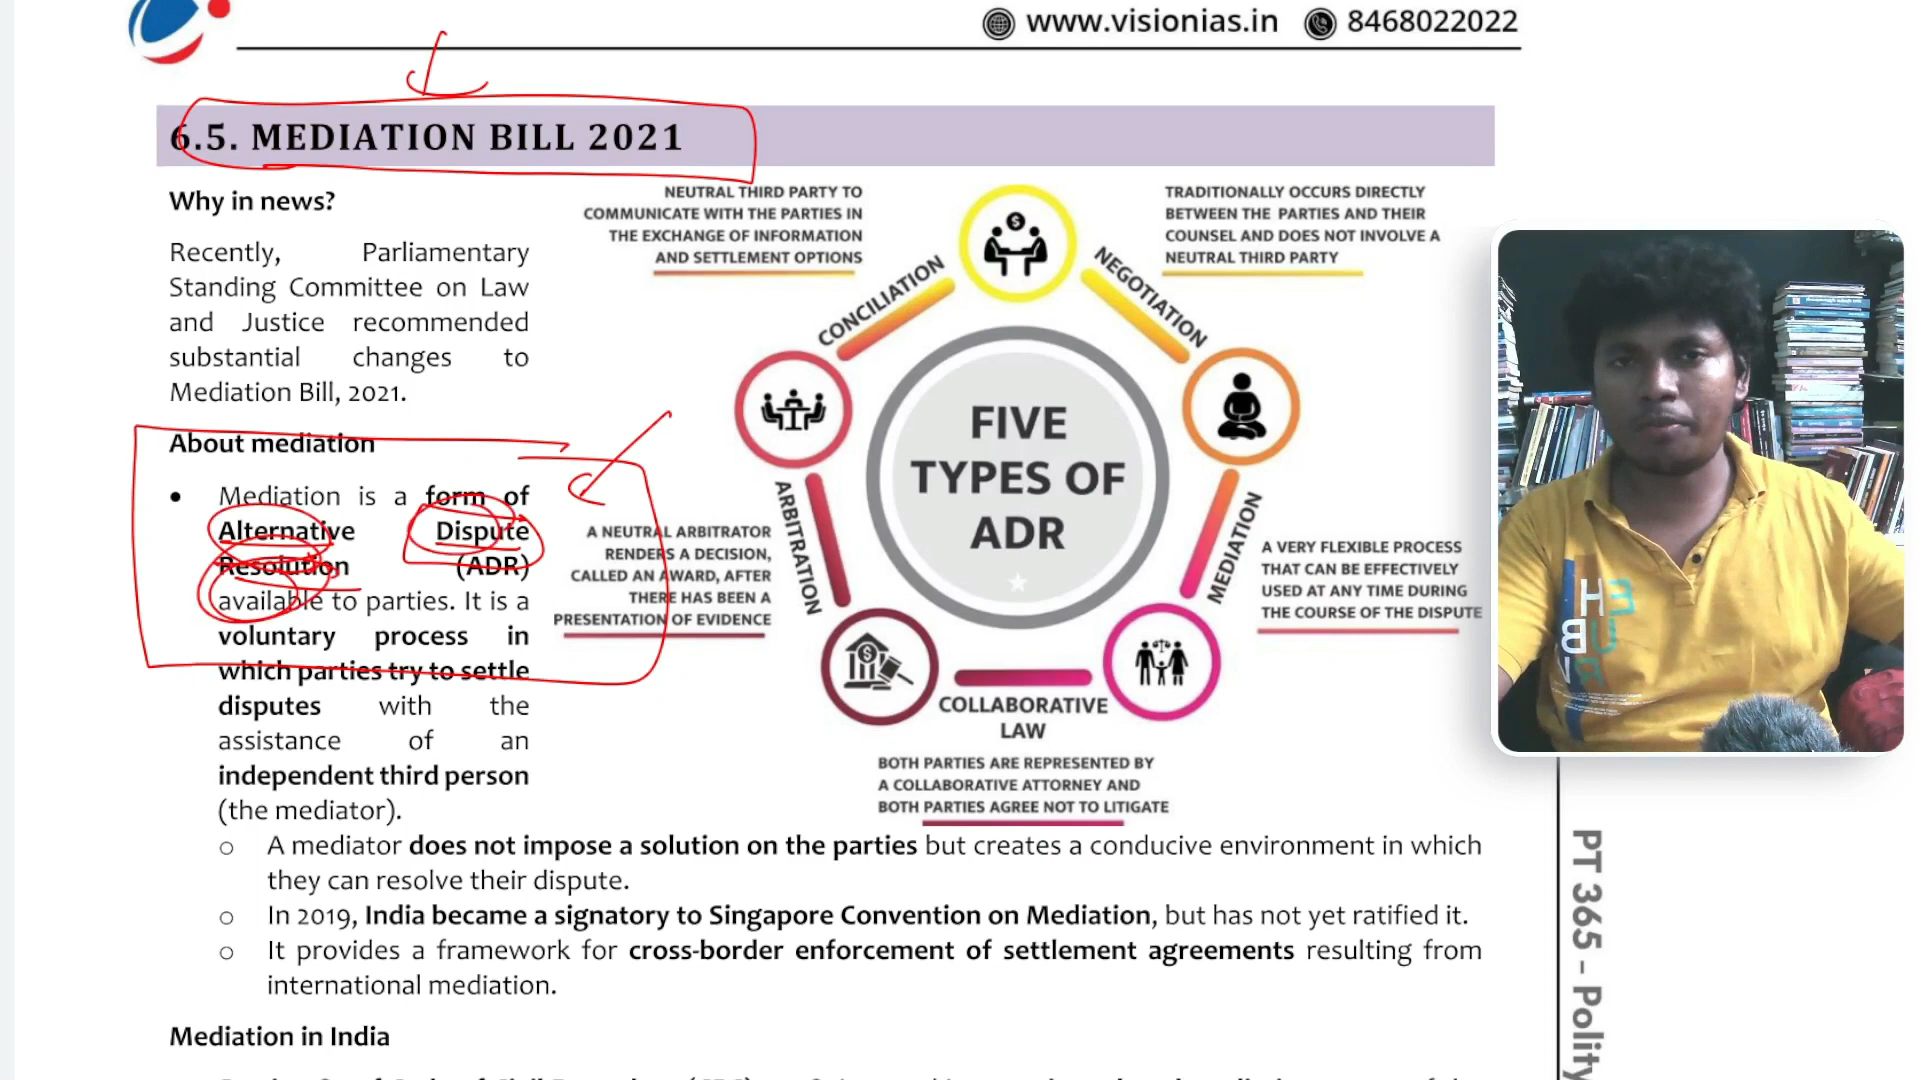 www.visionias.in 8468022022
6.5. MEDIATION BILL 2021
Why in news?
Recently, Parliamentary
Standing Committee on Law
and Justice recommended
substantial changes to
Mediation Bill, 2021.
About mediation
• Mediation is a form of
Alternative Dispute
Resolution (ADR)
available to parties. It is a
voluntary process in
which parties try to settle
disputes with the
assistance of an
independent third person
(the mediator).
NEUTRAL THIRD PARTY TO
COMMUNICATE WITH THE PARTIES IN
THE EXCHANGE OF INFORMATION
AND SETTLEMENT OPTIONS
CONCILIATION
TRADITIONALLY OCCURS DIRECTLY
BETWEEN THE PARTIES AND THEIR
COUNSEL AND DOES NOT INVOLVE A
NEUTRAL THIRD PARTY
NEGOTIATION
FIVE
TYPES OF
ADR
ARBITRATION
A NEUTRAL ARBITRATOR
RENDERS A DECISION,
CALLED AN AWARD, AFTER
THERE HAS BEEN A
PRESENTATION OF EVIDENCE
MEDIATION
A VERY FLEXIBLE PROCESS
THAT CAN BE EFFECTIVELY
USED AT ANY TIME DURING
THE COURSE OF THE DISPUTE
COLLABORATIVE
LAW
BOTH PARTIES ARE REPRESENTED BY
A COLLABORATIVE ATTORNEY AND
BOTH PARTIES AGREE NOT TO LITIGATE
o A mediator does not impose a solution on the parties but creates a conducive environment in which
they can resolve their dispute.
o In 2019, India became a signatory to Singapore Convention on Mediation, but has not yet ratified it.
o It provides a framework for cross-border enforcement of settlement agreements resulting from
international mediation.
Mediation in India
PT 365 - Polity